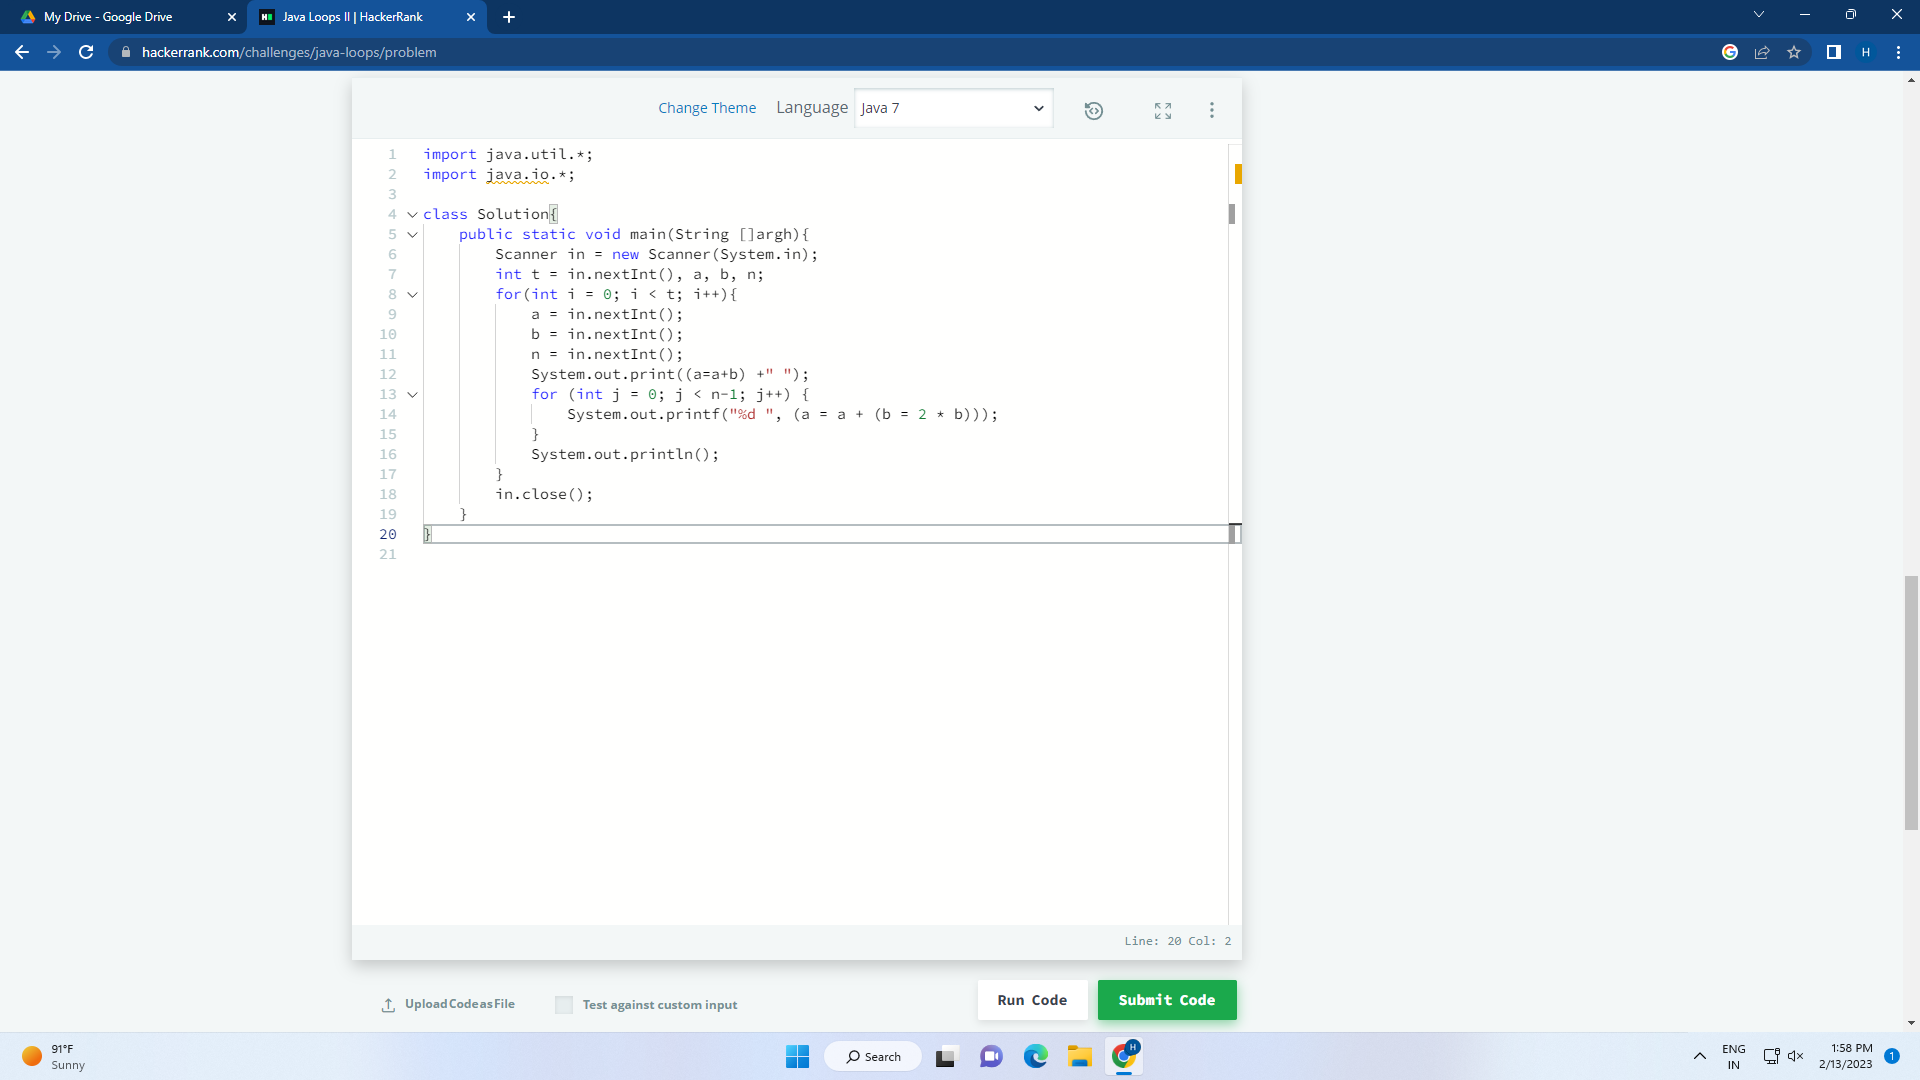 My Drive - Google Drive
Java Loops II | HackerRank
hackerrank.com/challenges/java-loops/problem
H
Change Theme Language Java 7
1 import java.util.*;
2 import java.io.*;
3
4 class Solution{
5 public static void main(String []argh){
6 Scanner in = new Scanner(System.in);
7 int t = in.nextInt(), a, b, n;
8 for(int i = 0; i < t; i++){
9 a = in.nextInt();
10 b = in.nextInt();
11 n = in.nextInt();
12 System.out.print((a=a+b) +" ");
13 for (int j = 0; j < n-1; j++) {
14 System.out.printf("%d ", (a = a + (b = 2 * b)));
15 }
16 System.out.println();
17 }
18 in.close();
19 }
20 }
21
Line: 20 Col: 2
Upload Code as File Test against custom input Run Code Submit Code
91°F
Sunny
Search
H
ENG
IN
1:58 PM
2/13/2023
1